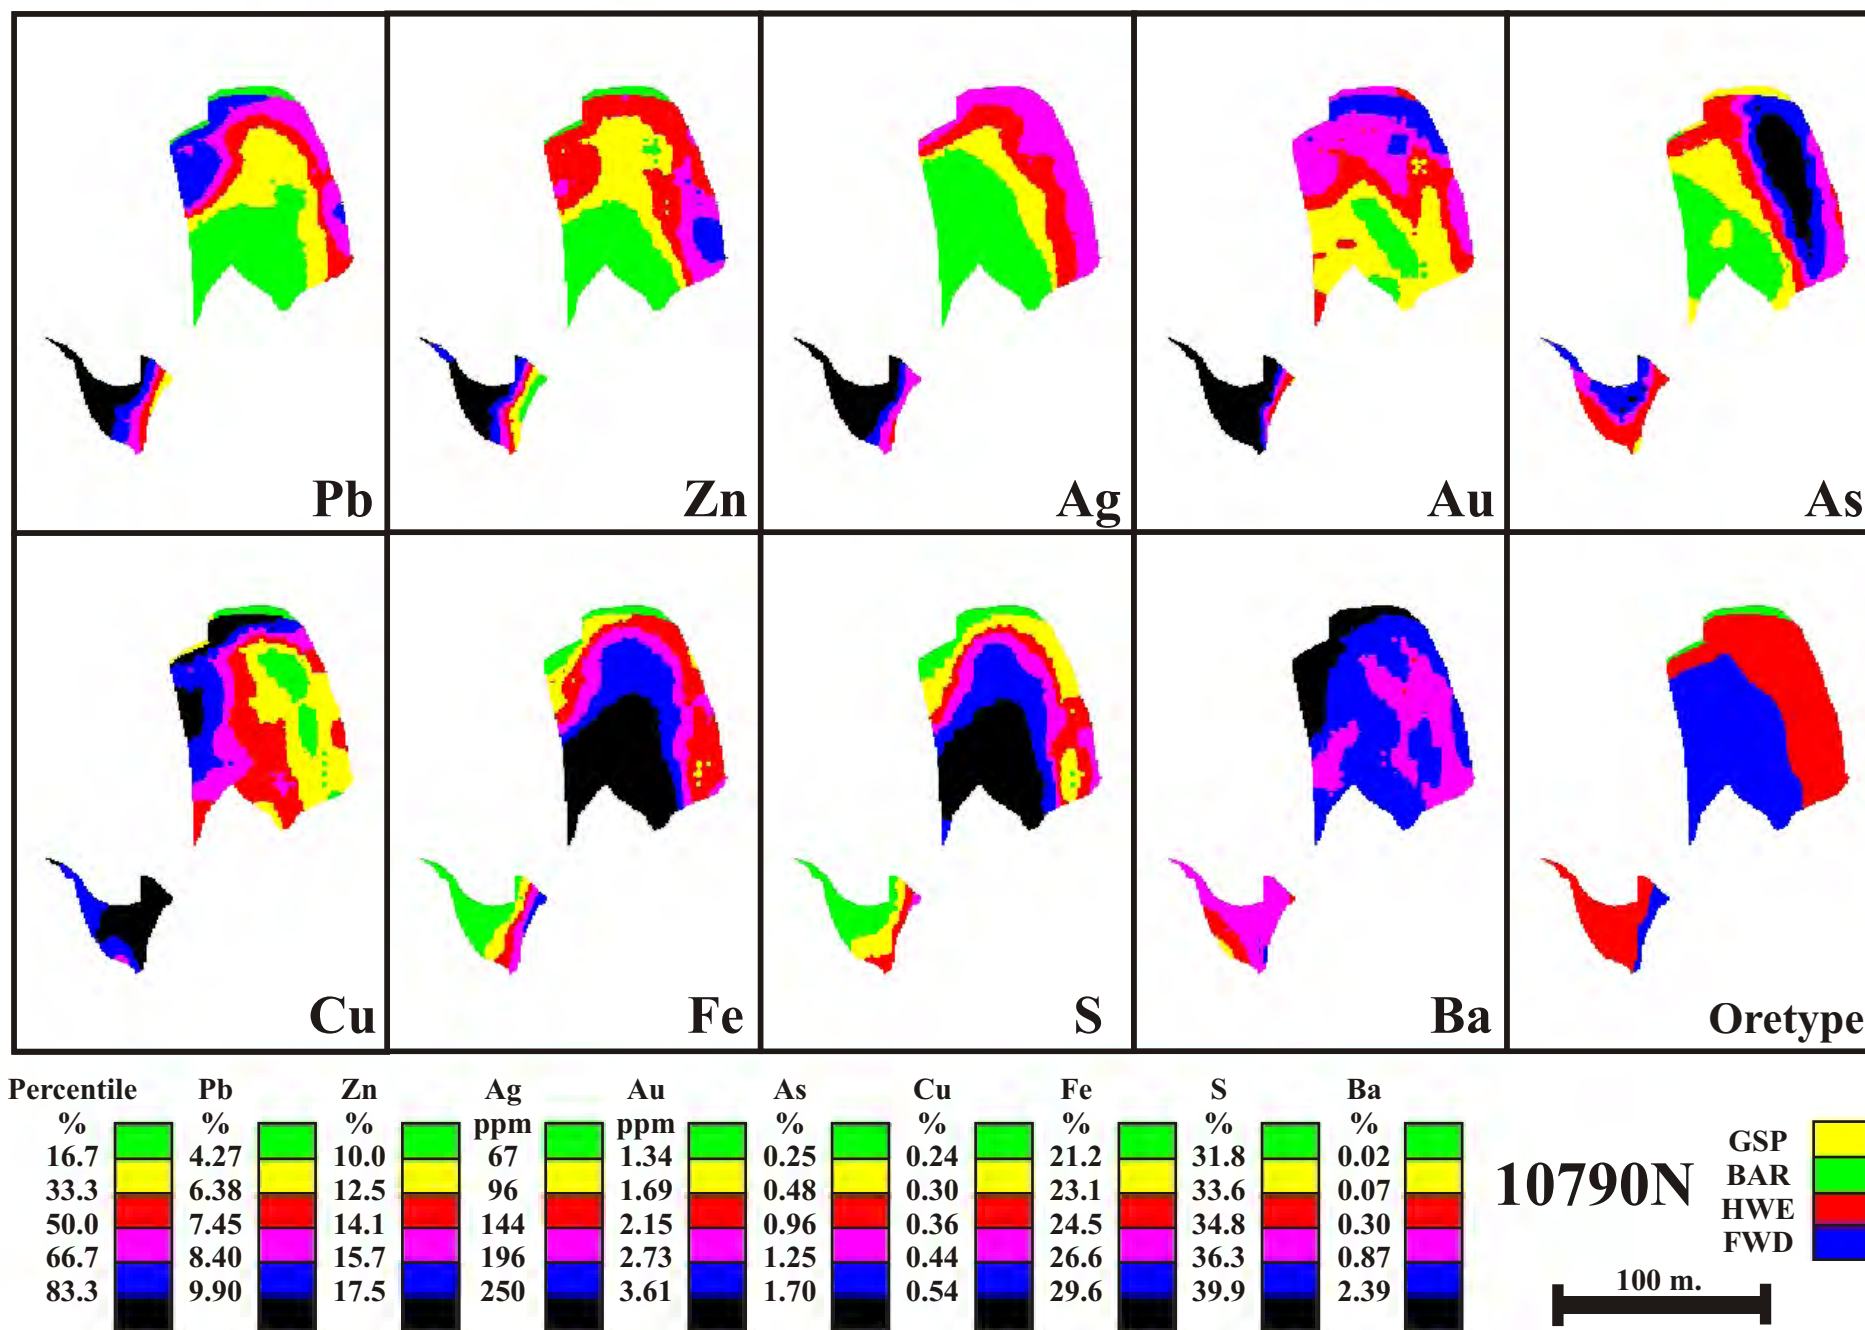 Pb Zn Ag Au As
Cu Fe S Ba Oretype
Percentile Pb Zn Ag Au As Cu Fe S Ba
% % % ppm ppm % % % % %
16.7 4.27 10.0 67 1.34 0.25 0.24 21.2 31.8 0.02
33.3 6.38 12.5 96 1.69 0.48 0.30 23.1 33.6 0.07
50.0 7.45 14.1 144 2.15 0.96 0.36 24.5 34.8 0.30
66.7 8.40 15.7 196 2.73 1.25 0.44 26.6 36.3 0.87
83.3 9.90 17.5 250 3.61 1.70 0.54 29.6 39.9 2.39
10790N
GSP
BAR
HWE
FWD
100 m.